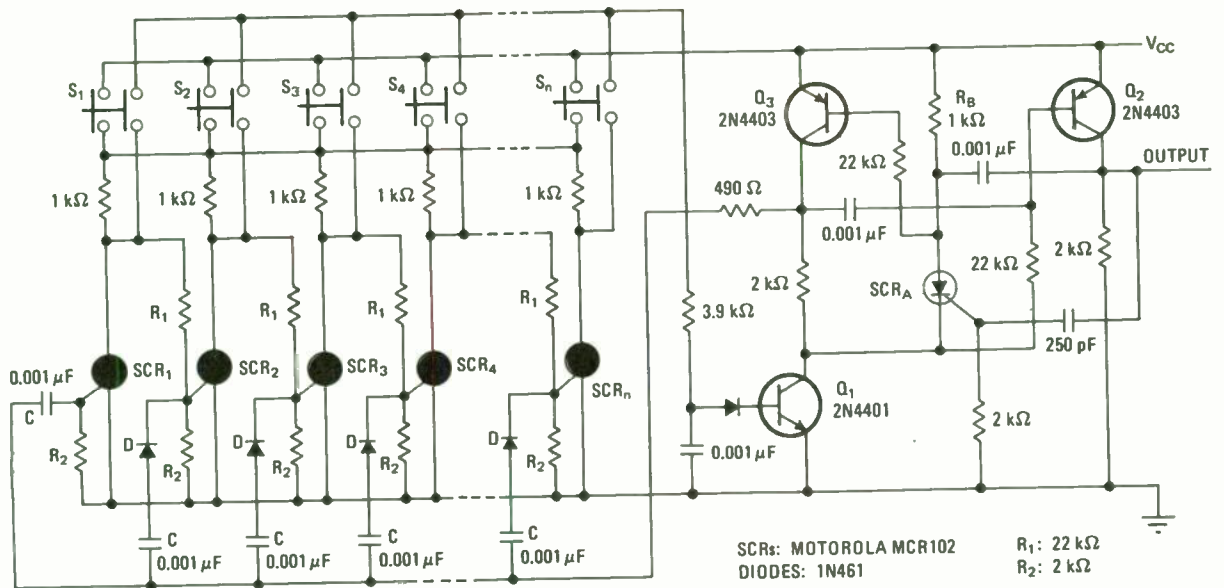 V_CC
S₁
S₂
S₃
S₄
Sₙ
Q₃
2N4403
R_B
1 kΩ
0.001 µF
Q₂
2N4403
OUTPUT
1 kΩ
1 kΩ
1 kΩ
1 kΩ
1 kΩ
490 Ω
22 kΩ
0.001 µF
R₁
R₁
R₁
R₁
3.9 kΩ
2 kΩ
SCR_A
22 kΩ
2 kΩ
250 pF
0.001 µF
C
SCR₁
SCR₂
SCR₃
SCR₄
SCRₙ
Q₁
2N4401
R₂
D
R₂
D
R₂
D
R₂
D
R₂
0.001 µF
2 kΩ
C
0.001 µF
C
0.001 µF
C
0.001 µF
C
0.001 µF
SCRs: MOTOROLA MCR102
R₁: 22 kΩ
DIODES: 1N461
R₂: 2 kΩ